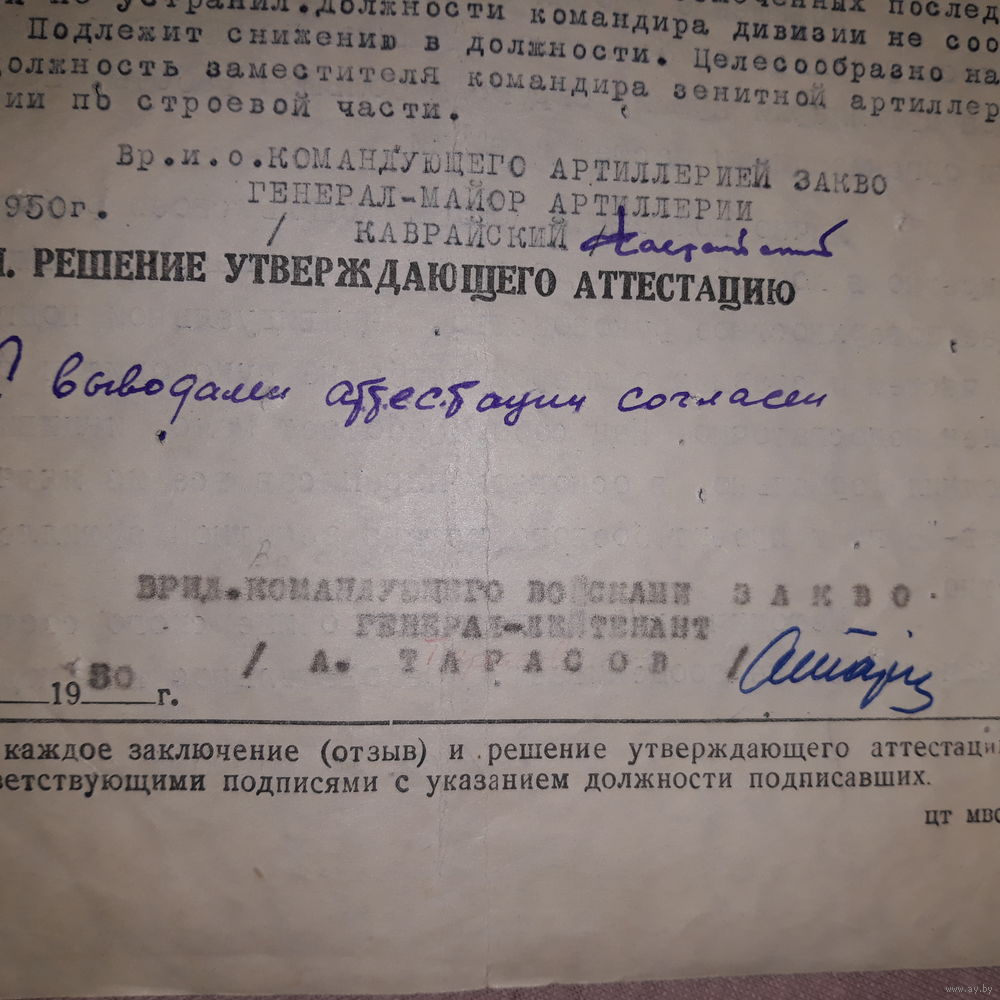 не устранил.Должности командира дивизии не соо
Подлежит снижению в должности. Целесообразно на
должность заместителя командира зенитной артиллер
ии по строевой части.
Вр.и.о.КОМАНДУЮЩЕГО АРТИЛЛЕРИЕЙ ЗАКВО
ГЕНЕРАЛ-МАЙОР АРТИЛЛЕРИИ
950г.
/ КАВРАЙСКИЙ /
I. РЕШЕНИЕ УТВЕРЖДАЮЩЕГО АТТЕСТАЦИЮ
С выводами аттестации согласен
ВРИД.КОМАНДУЮЩЕГО ВОЙСКАМИ ЗАКВО
ГЕНЕРАЛ-ЛЕЙТЕНАНТ
/ А. ТАРАСОВ /
19 50 г.
каждое заключение (отзыв) и решение утверждающего аттестаци
ветствующими подписями с указанием должности подписавших.
ЦТ МВС
www.ay.by